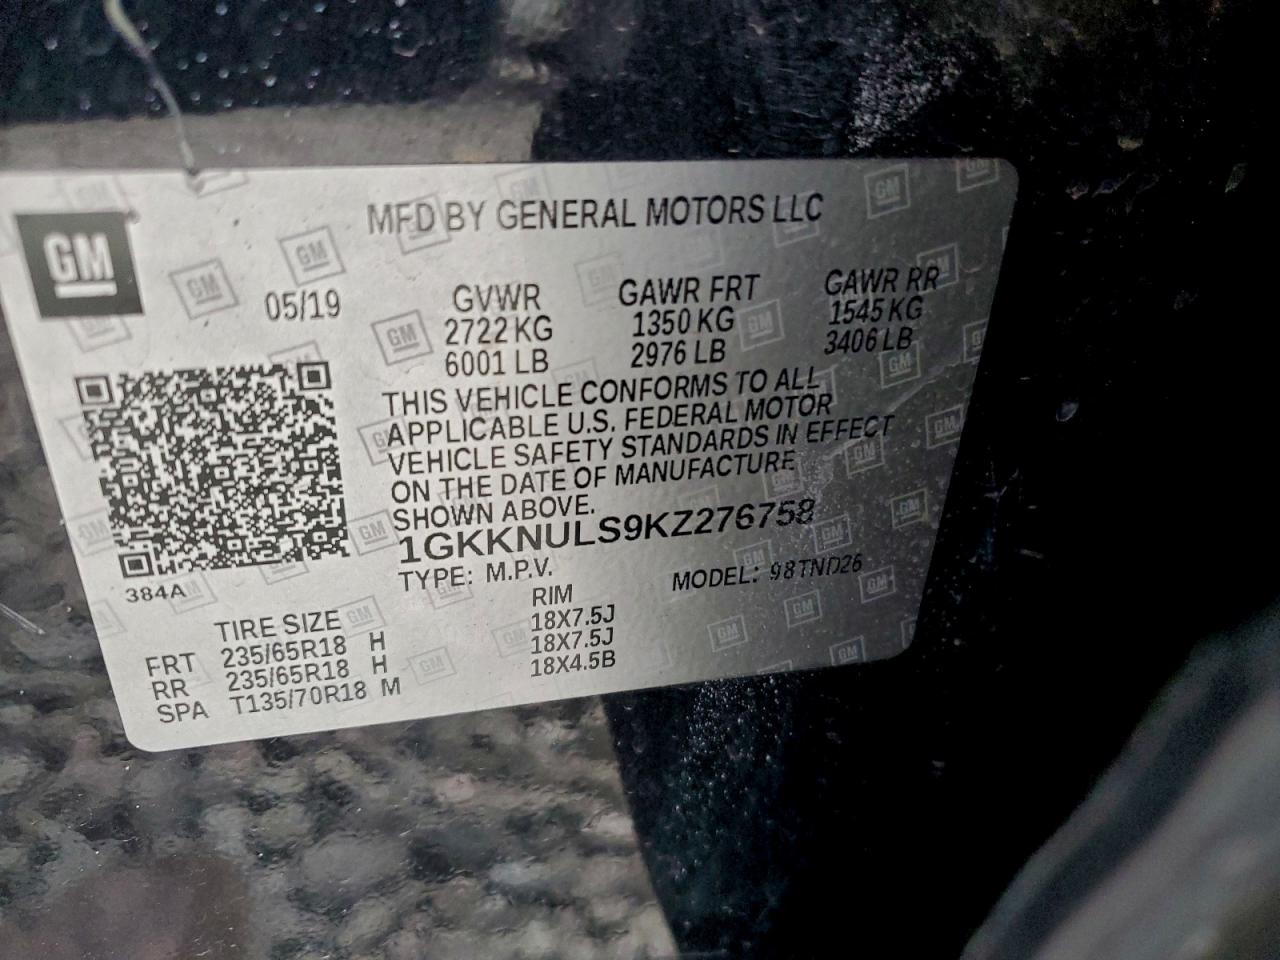 GM
MFD BY GENERAL MOTORS LLC
05/19
GVWR GAWR FRT GAWR RR
2722 KG 1350 KG 1545 KG
6001 LB 2976 LB 3406 LB
THIS VEHICLE CONFORMS TO ALL
APPLICABLE U.S. FEDERAL MOTOR
VEHICLE SAFETY STANDARDS IN EFFECT
ON THE DATE OF MANUFACTURE
SHOWN ABOVE.
1GKKNULS9KZ276758
384A
TYPE: M.P.V. MODEL: 98TND26
TIRE SIZE RIM
FRT 235/65R18 H 18X7.5J
RR 235/65R18 H 18X7.5J
SPA T135/70R18 M 18X4.5B